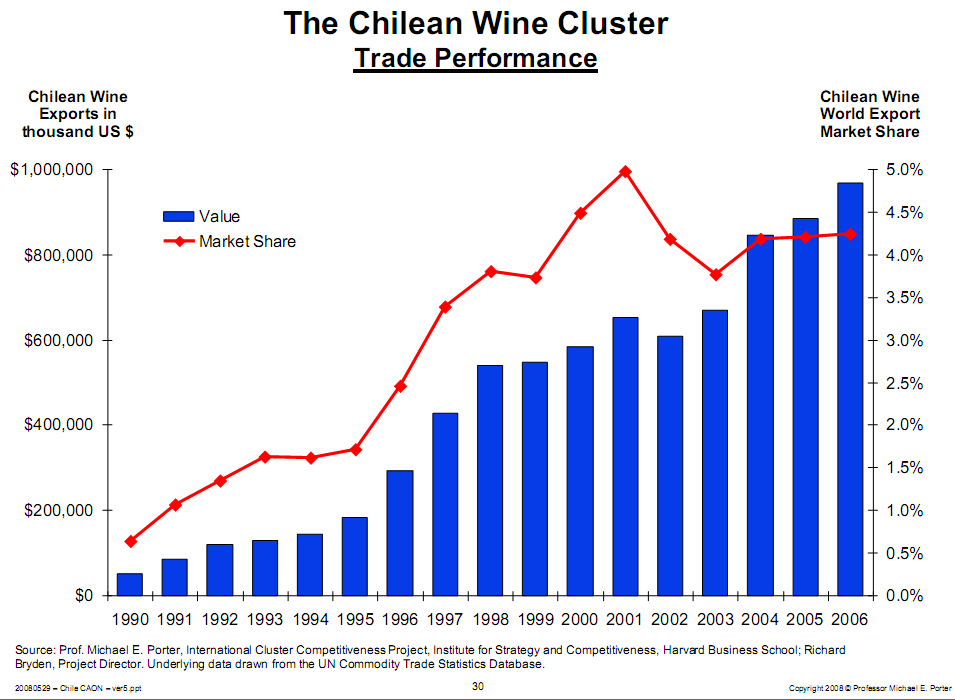 The Chilean Wine Cluster
Trade Performance
Chilean Wine
Exports in
thousand US $
Chilean Wine
World Export
Market Share
$1,000,000
$800,000
$600,000
$400,000
$200,000
$0
Value
Market Share
5.0%
4.5%
4.0%
3.5%
3.0%
2.5%
2.0%
1.5%
1.0%
0.5%
0.0%
1990 1991 1992 1993 1994 1995 1996 1997 1998 1999 2000 2001 2002 2003 2004 2005 2006
Source: Prof. Michael E. Porter, International Cluster Competitiveness Project, Institute for Strategy and Competitiveness, Harvard Business School; Richard
Bryden, Project Director. Underlying data drawn from the UN Commodity Trade Statistics Database.
20080529 – Chile CAON – ver5.ppt
30
Copyright 2008 © Professor Michael E. Porter